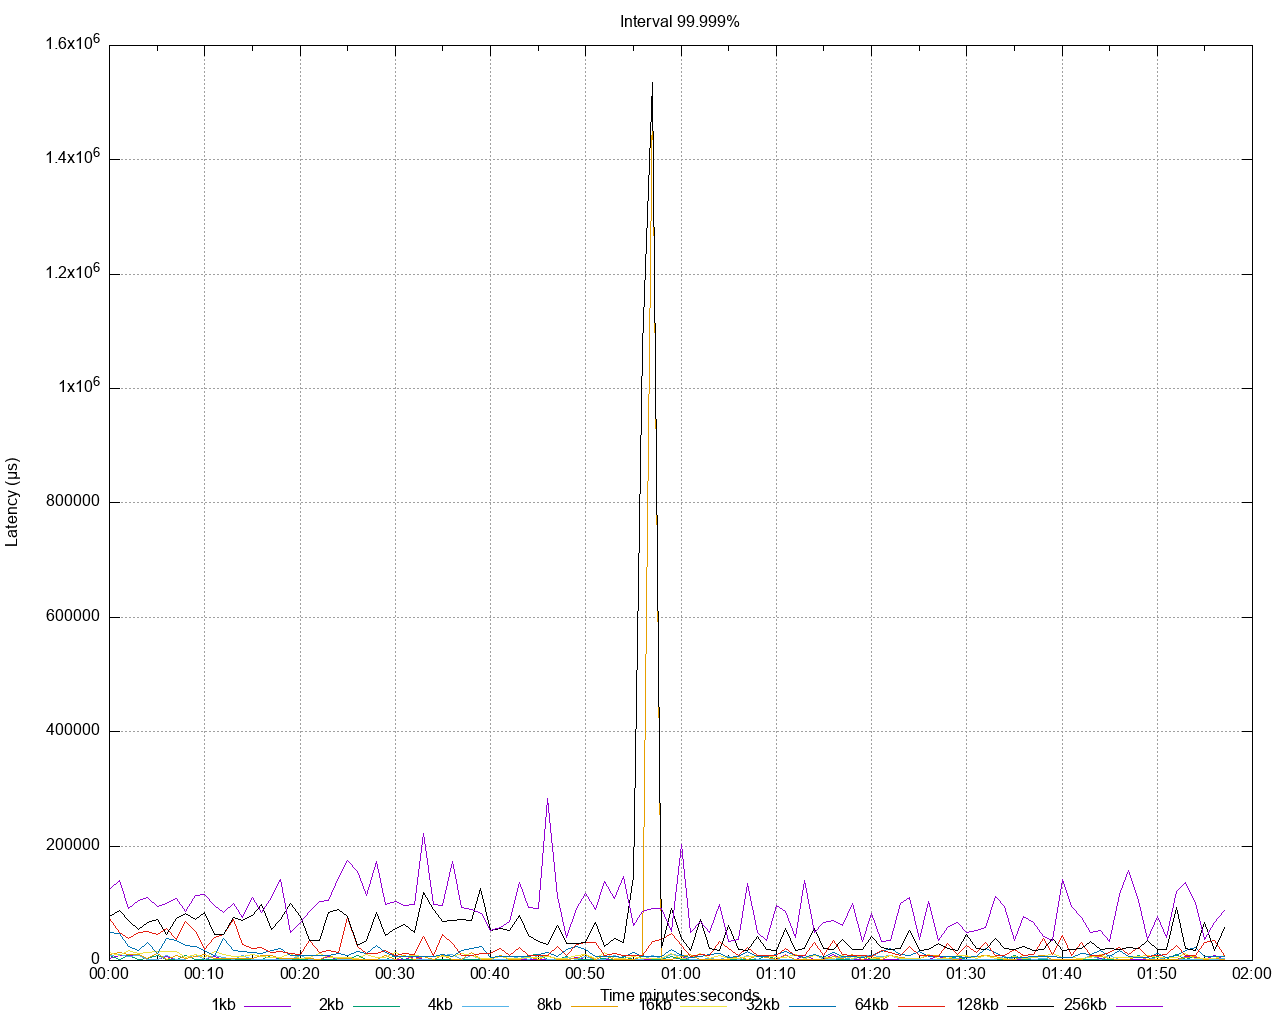 Interval 99.999%
1.6x10⁶
1.4x10⁶
1.2x10⁶
1x10⁶
800000
600000
400000
200000
0
Latency (µs)
00:00 00:10 00:20 00:30 00:40 00:50 01:00 01:10 01:20 01:30 01:40 01:50 02:00
Time minutes:seconds
1kb 2kb 4kb 8kb 16kb 32kb 64kb 128kb 256kb